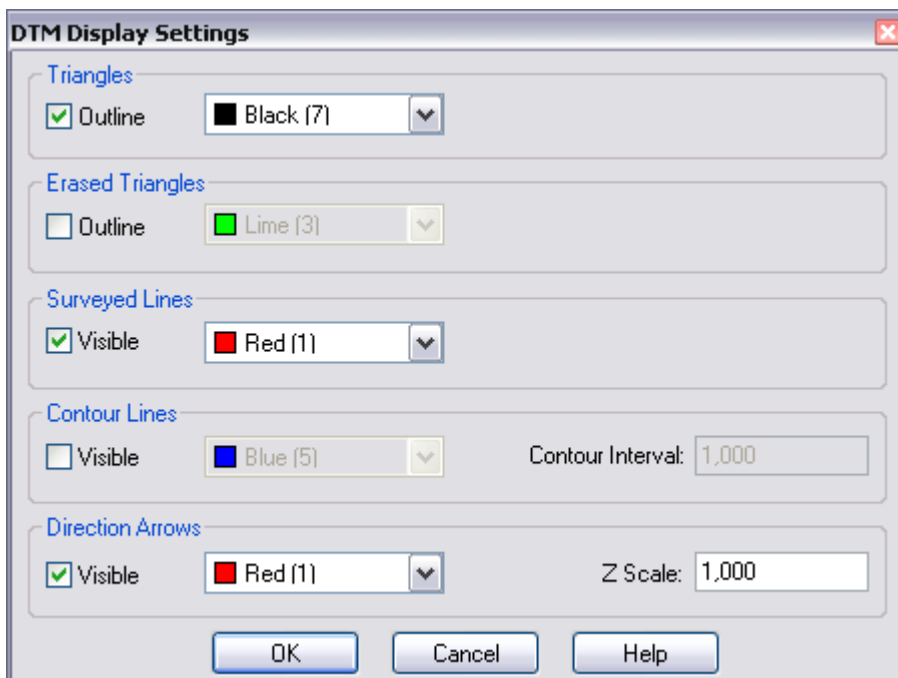 DTM Display Settings
Triangles
Outline Black (7)
Erased Triangles
Outline Lime (3)
Surveyed Lines
Visible Red (1)
Contour Lines
Visible Blue (5) Contour Interval: 1,000
Direction Arrows
Visible Red (1) Z Scale: 1,000
OK Cancel Help